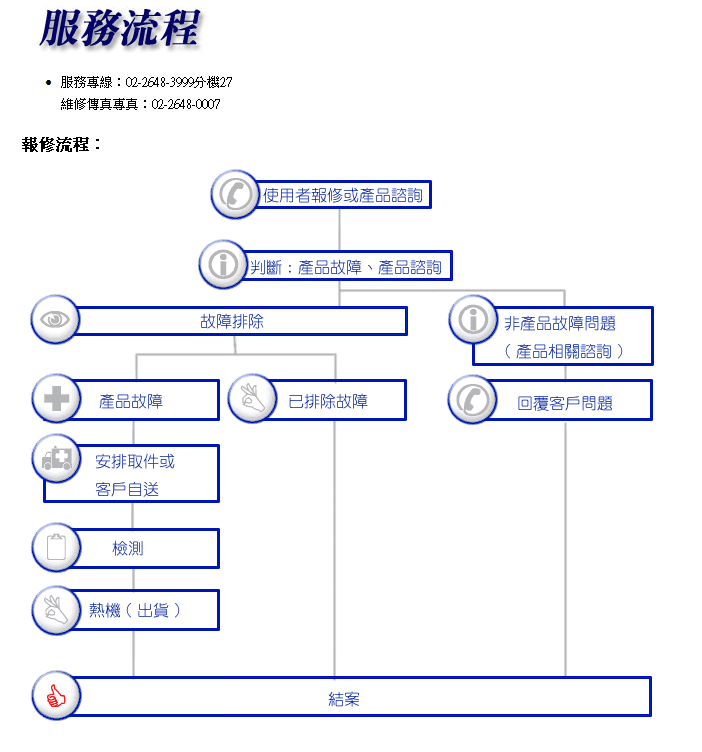 服務流程
服務專線：02-2648-3999分機27
維修傳真專真：02-2648-0007
報修流程：
使用者報修或產品諮詢
判斷：產品故障、產品諮詢
故障排除
非產品故障問題
（產品相關諮詢）
產品故障
已排除故障
回覆客戶問題
安排取件或
客戶自送
檢測
熱機（出貨）
結案